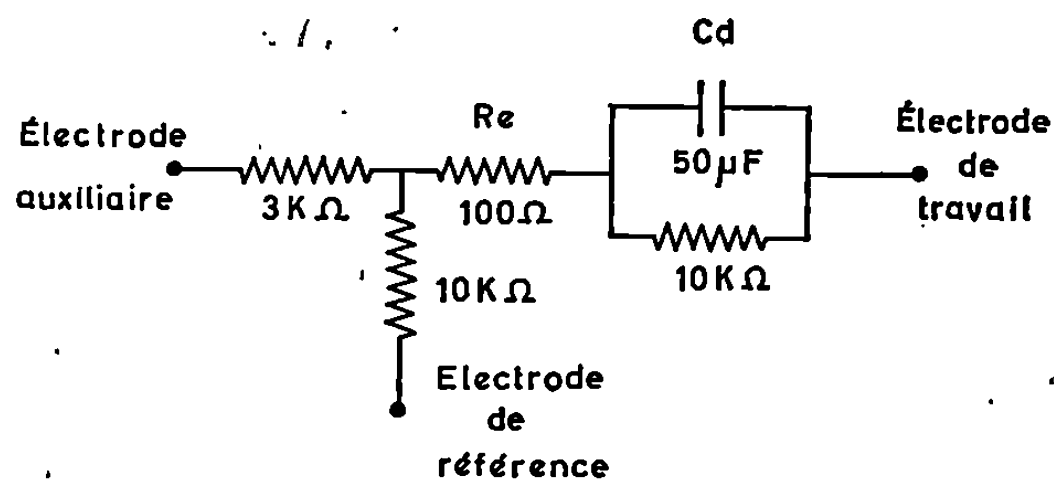 Cd
Re
Électrode
auxiliaire
3KΩ
100Ω
50µF
10KΩ
Électrode
de
travail
10KΩ
Electrode
de
référence